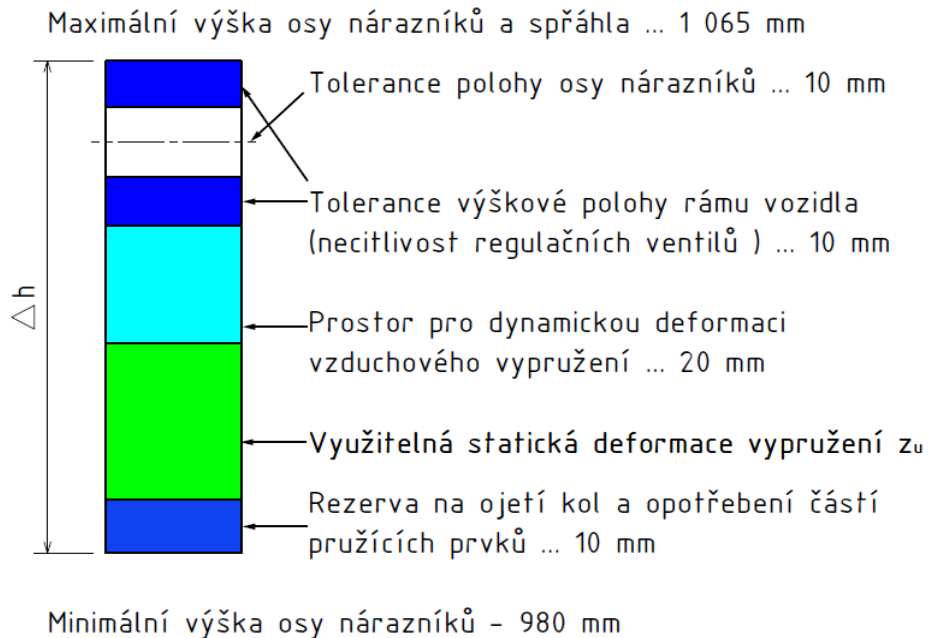 Maximální výška osy nárazníků a spřáhla ... 1 065 mm
Tolerance polohy osy nárazníků ... 10 mm
Tolerance výškové polohy rámu vozidla
(necitlivost regulačních ventilů ) ... 10 mm
△h
Prostor pro dynamickou deformaci
vzduchového vypružení ... 20 mm
Využitelná statická deformace vypružení zu
Rezerva na ojetí kol a opotřebení částí
pružících prvků ... 10 mm
Minimální výška osy nárazníků - 980 mm